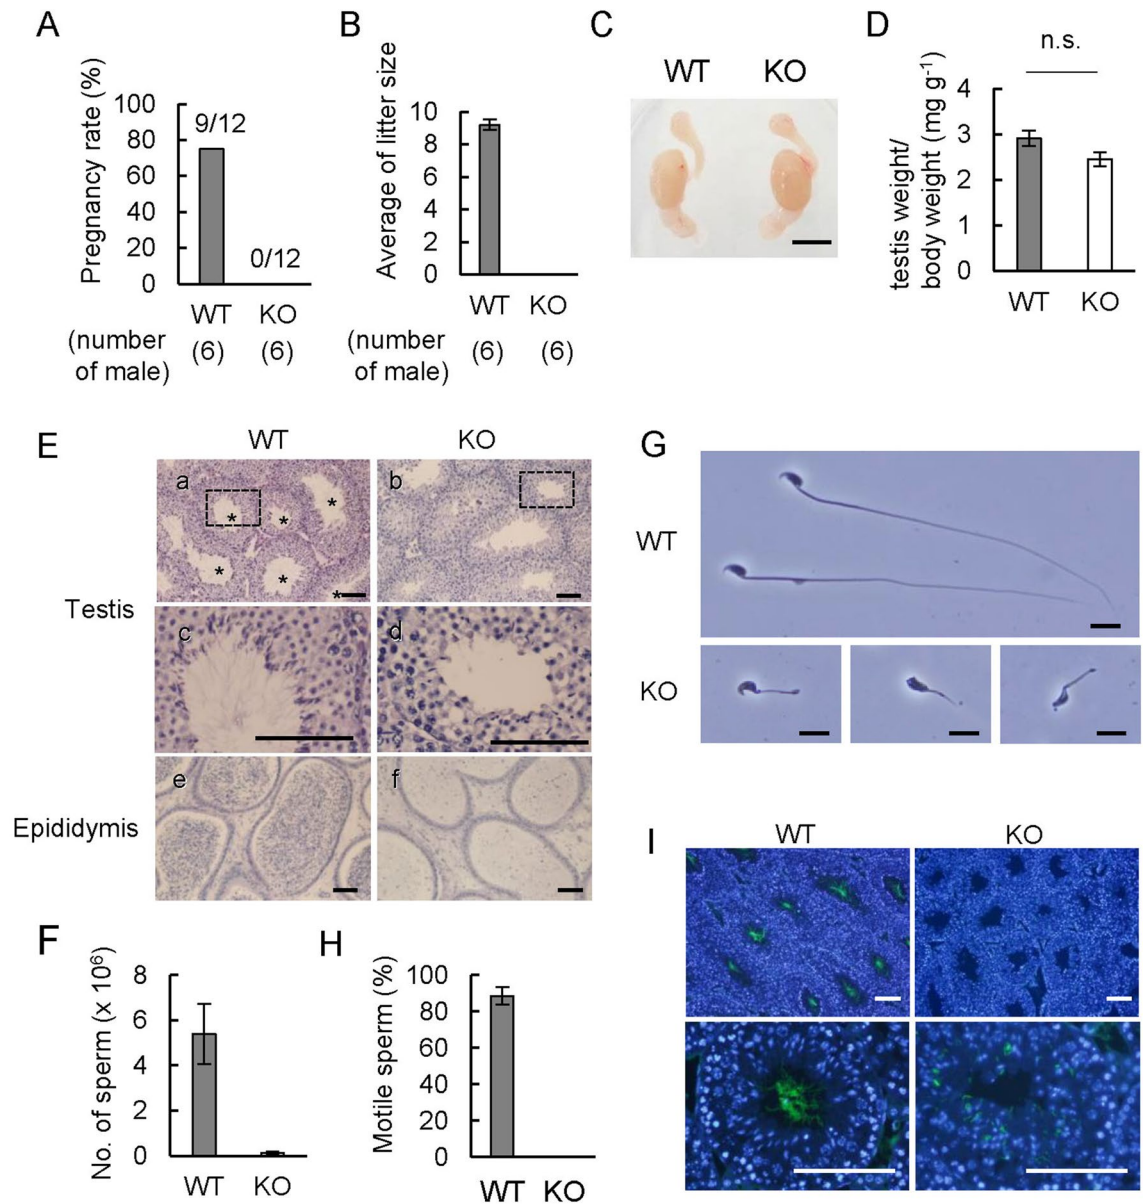 A
Pregnancy rate (%)
100
80
60
40
20
0
9/12
0/12
WT KO
(number of male)
(6) (6)
B
Average of litter size
10
8
6
4
2
0
WT KO
(number of male)
(6) (6)
C
WT KO
D
n.s.
testis weight/
body weight (mg g-1)
4
3
2
1
0
WT KO
E
WT KO
Testis
a
*
*
*
*
*
*
b
c
d
Epididymis
e
f
F
No. of sperm (x 10⁶)
8
6
4
2
0
WT KO
G
WT
KO
H
Motile sperm (%)
100
80
60
40
20
0
WT KO
I
WT KO